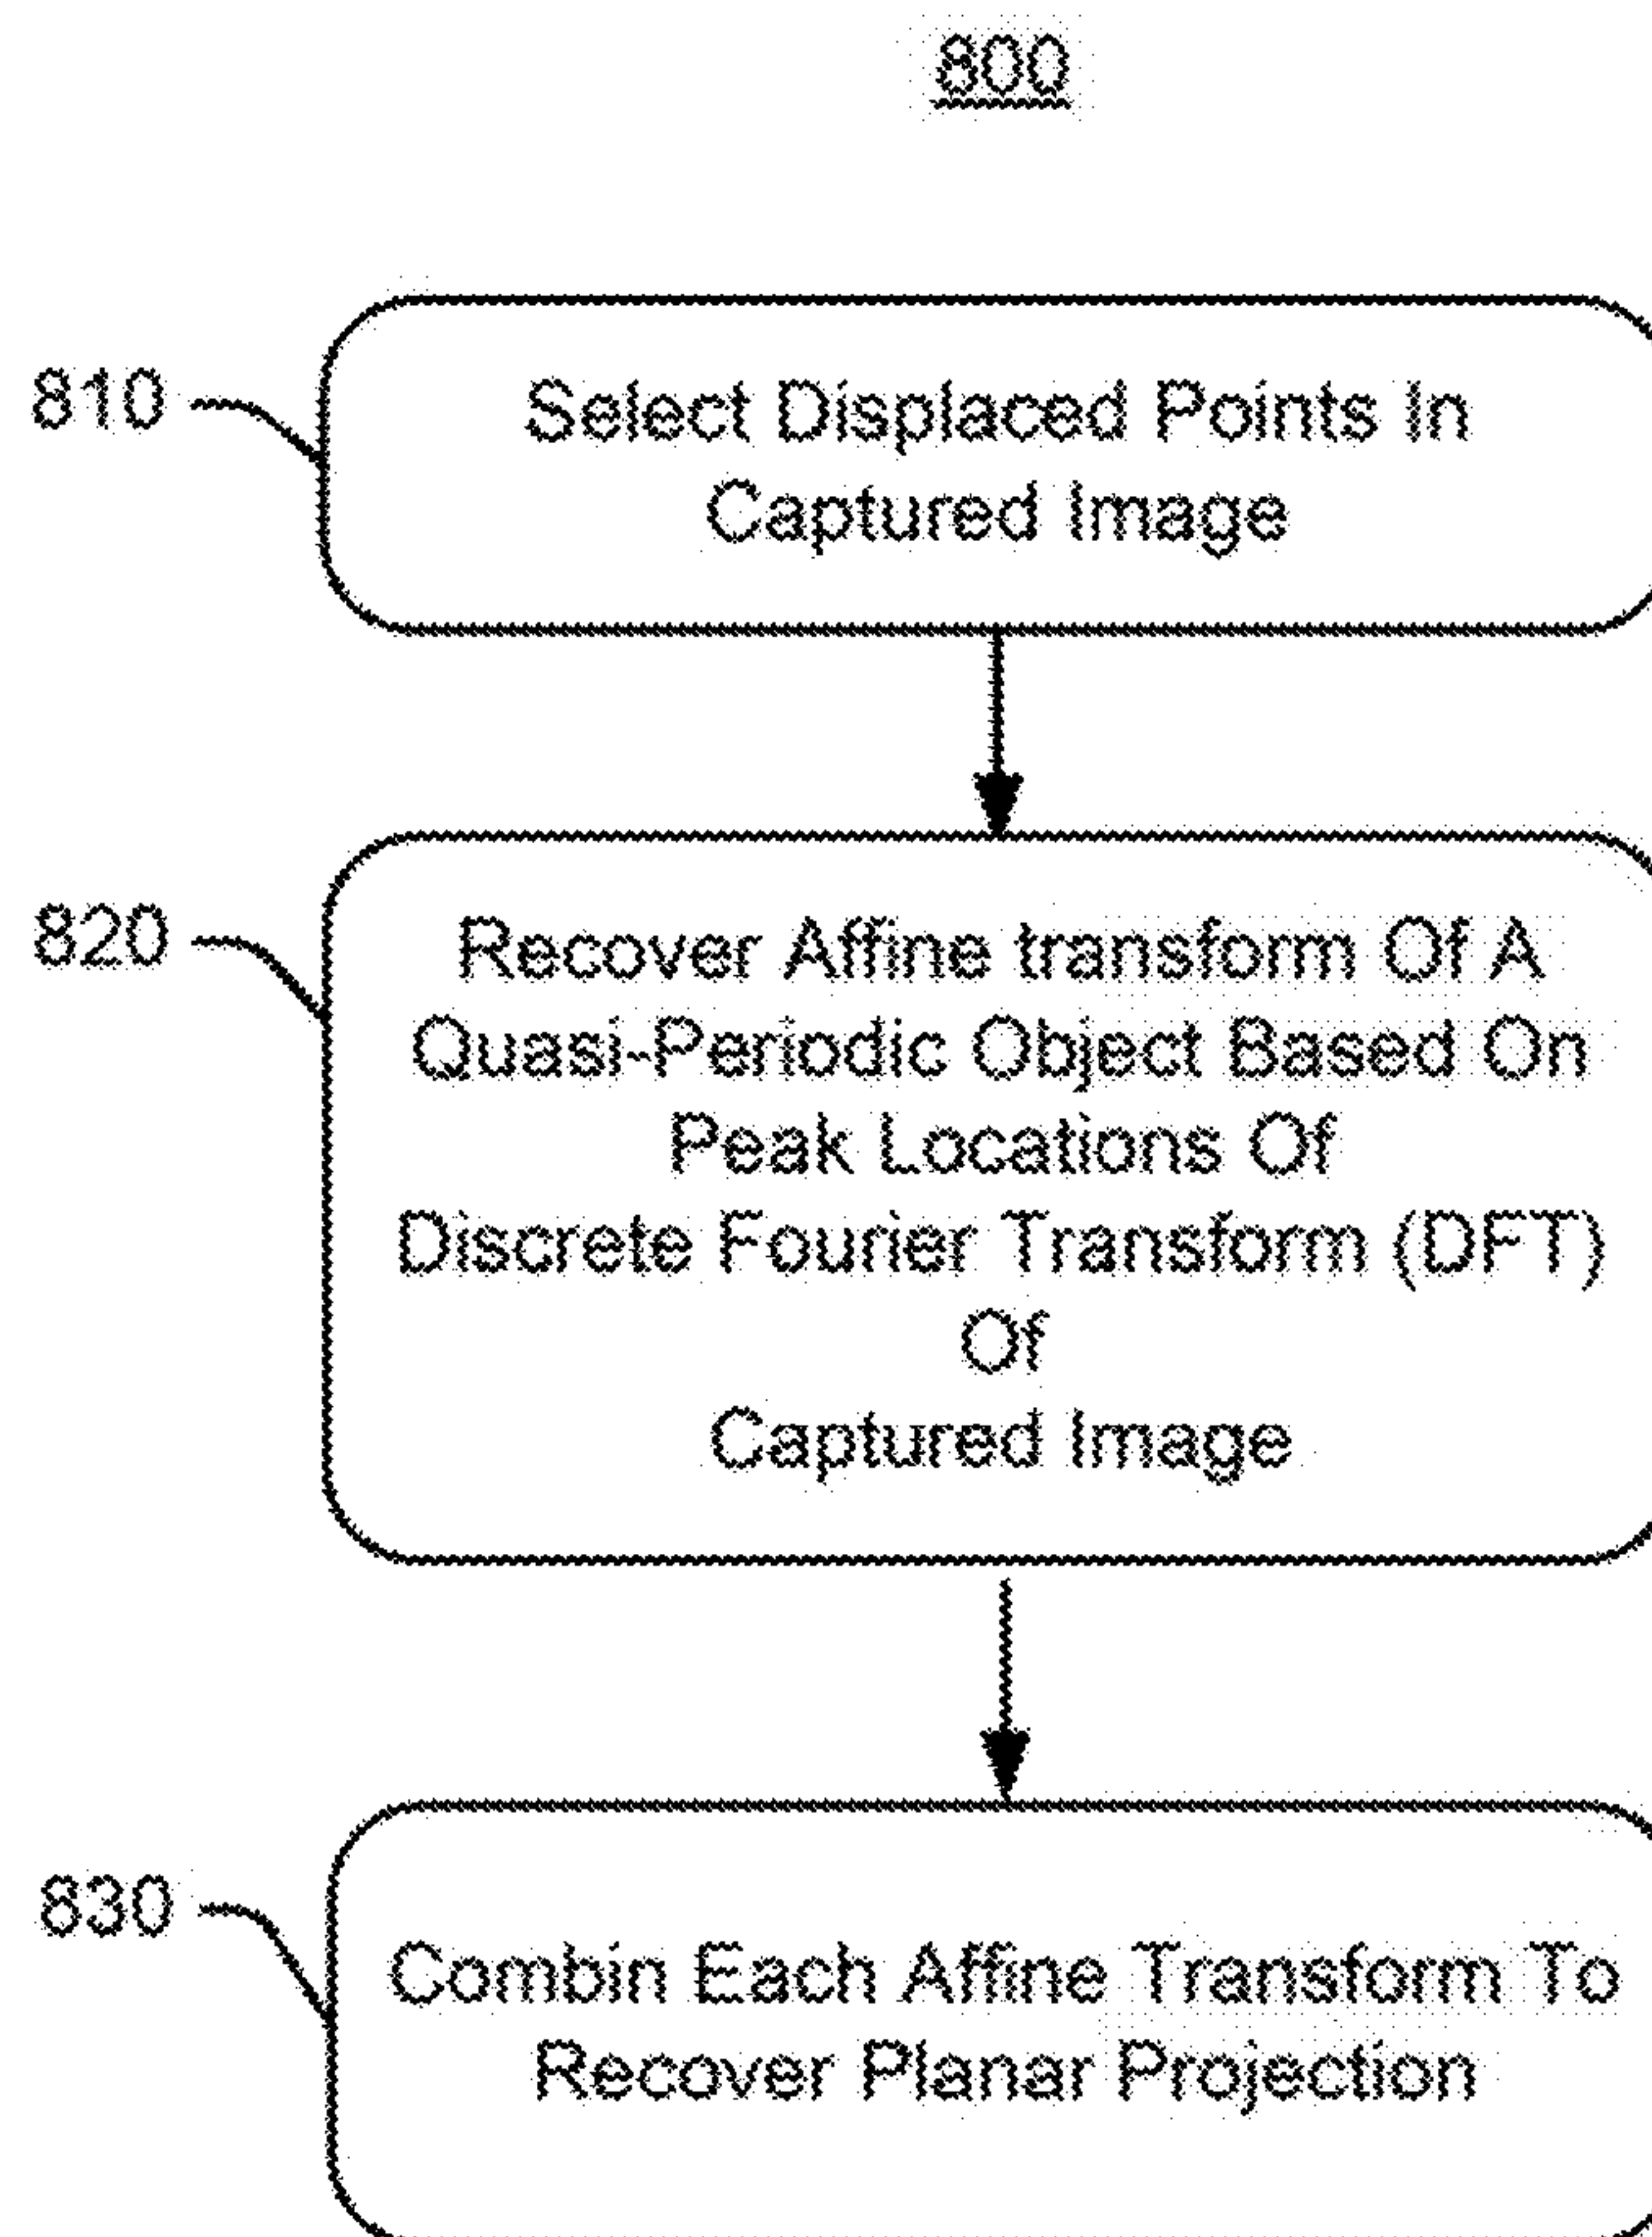 800
810
Select Displaced Points In
Captured Image
820
Recover Affine transform Of A
Quasi-Periodic Object Based On
Peak Locations Of
Discrete Fourier Transform (DFT)
Of
Captured Image
830
Combin Each Affine Transform To
Recover Planar Projection